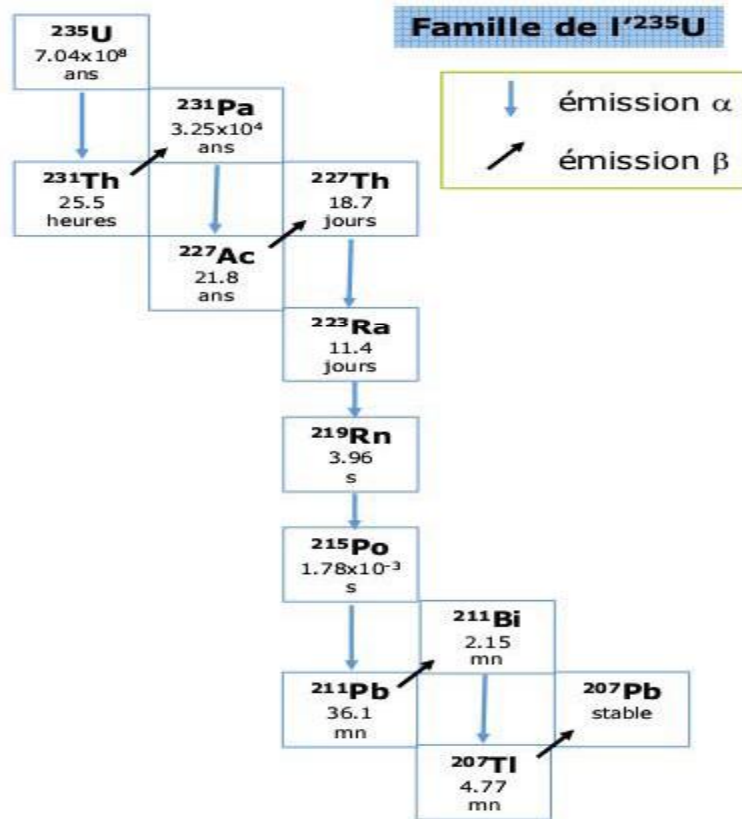 Famille de l'²³⁵U
émission α
émission β
²³⁵U
7.04x10⁸
ans
²³¹Pa
3.25x10⁴
ans
²³¹Th
25.5
heures
²²⁷Th
18.7
jours
²²⁷Ac
21.8
ans
²²³Ra
11.4
jours
²¹⁹Rn
3.96
s
²¹⁵Po
1.78x10⁻³
s
²¹¹Bi
2.15
mn
²¹¹Pb
36.1
mn
²⁰⁷Pb
stable
²⁰⁷Tl
4.77
mn